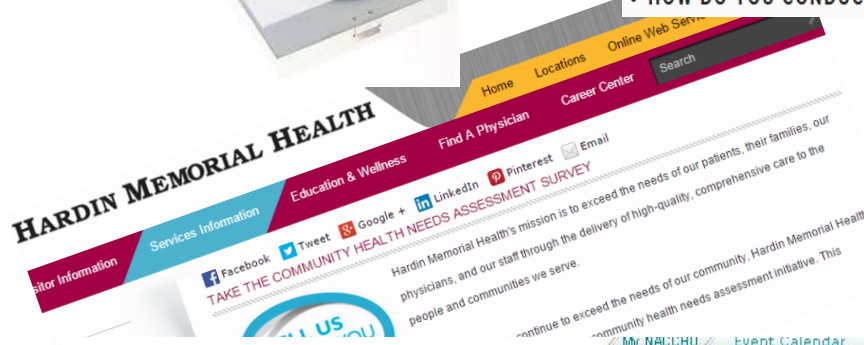 HOW DO YOU
Home Locations Online Web
Search
HARDIN MEMORIAL HEALTH
Information Services Information Education & Wellness Find A Physician Career Center
Facebook Tweet Google + LinkedIn Pinterest Email
TAKE THE COMMUNITY HEALTH NEEDS ASSESSMENT SURVEY
Hardin Memorial Health's mission is to exceed the needs of our patients, their families, our
physicians, and our staff through the delivery of high-quality, comprehensive care to the
people and communities we serve.
continue to exceed the needs of our community, Hardin Memorial Health
community health needs assessment initiative. This
US
YOU
My NACCHO Event Calendar